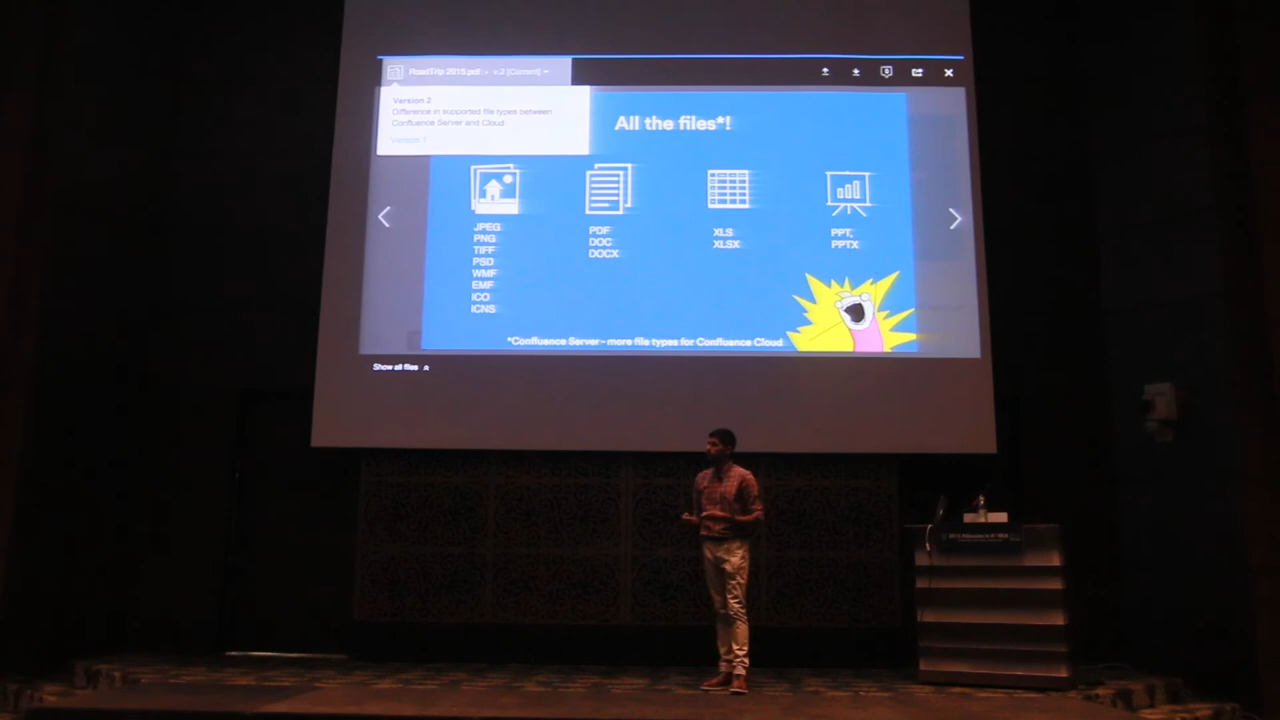 RoadTrip 2015.pdf - v.2 [Current]
Version 2
Difference in supported file types between
Confluence Server and Cloud
Version 1
All the files*!
JPEG
PNG
TIFF
PSD
WMF
EMF
ICO
ICNS
PDF
DOC
DOCX
XLS
XLSX
PPT,
PPTX
*Confluence Server - more file types for Confluence Cloud
Show all files